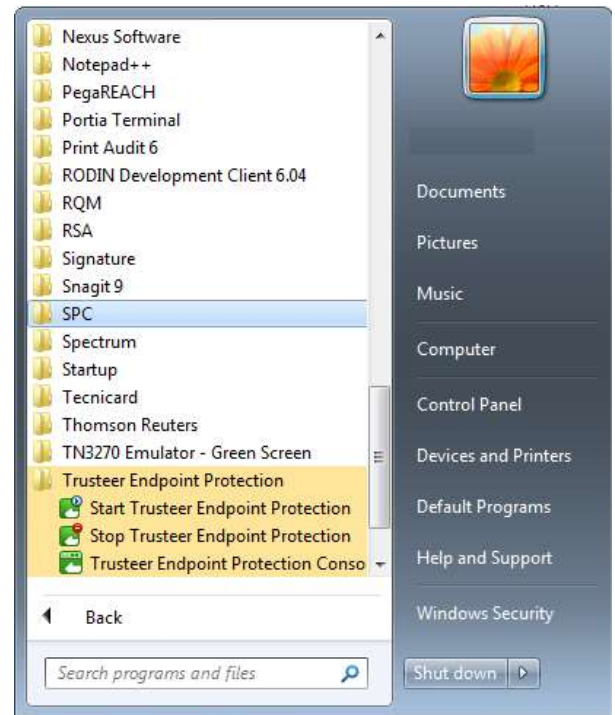 Nexus Software
Notepad++
PegaREACH
Portia Terminal
Print Audit 6
RODIN Development Client 6.04
RQM
RSA
Signature
Snagit 9
SPC
Spectrum
Startup
Tecnicard
Thomson Reuters
TN3270 Emulator - Green Screen
Trusteer Endpoint Protection
Start Trusteer Endpoint Protection
Stop Trusteer Endpoint Protection
Trusteer Endpoint Protection Conso
Back
Search programs and files
Documents
Pictures
Music
Computer
Control Panel
Devices and Printers
Default Programs
Help and Support
Windows Security
Shut down